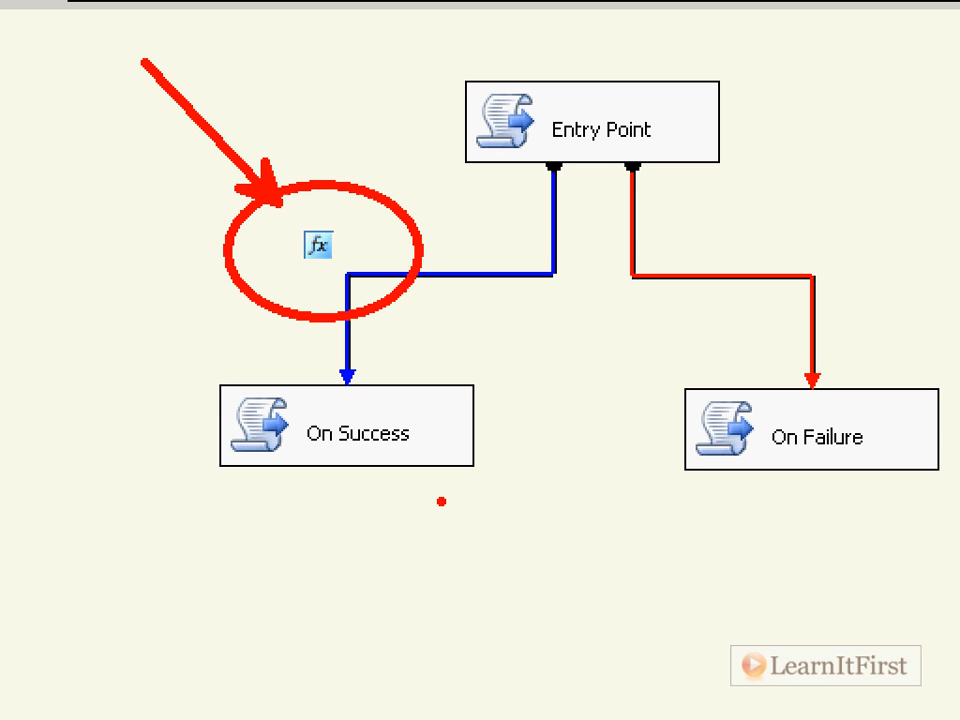 Entry Point
fx
On Success
On Failure
LearnItFirst